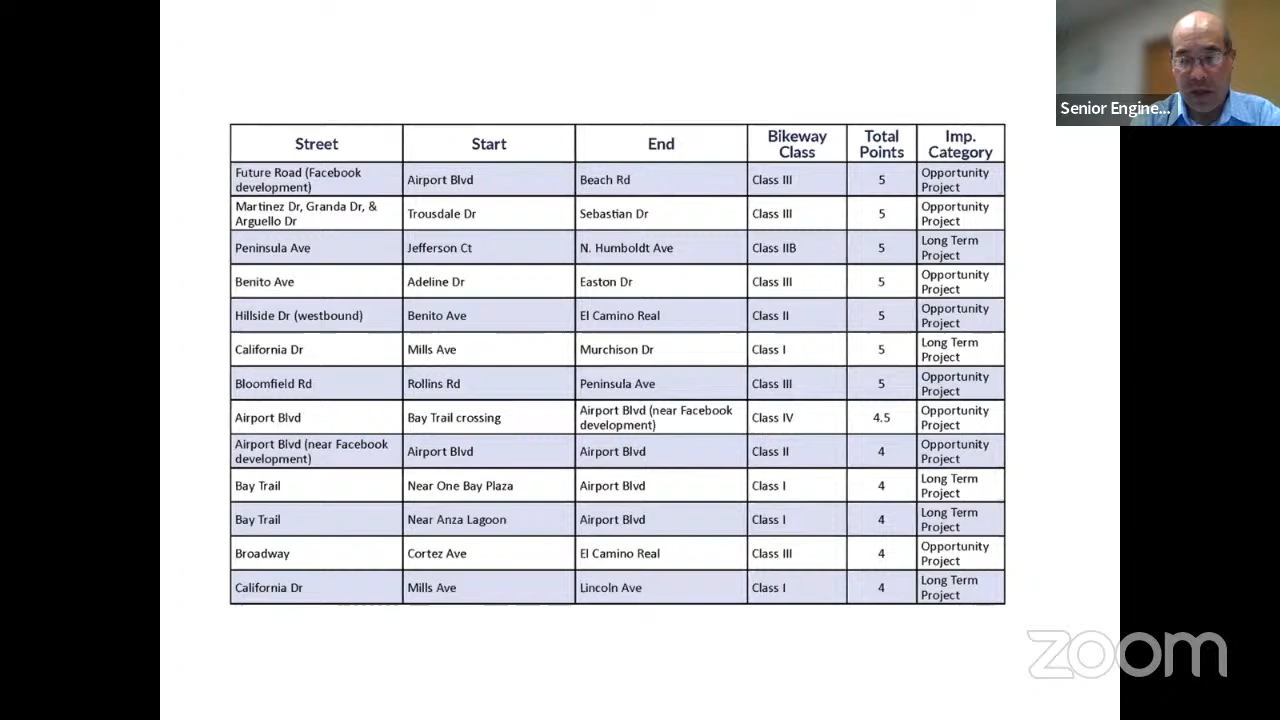 Senior Engine...
Street Start End Bikeway Class Total Points Imp. Category
Future Road (Facebook development) Airport Blvd Beach Rd Class III 5 Opportunity Project
Martinez Dr, Granda Dr, & Arguello Dr Trousdale Dr Sebastian Dr Class III 5 Opportunity Project
Peninsula Ave Jefferson Ct N. Humboldt Ave Class IIB 5 Long Term Project
Benito Ave Adeline Dr Easton Dr Class III 5 Opportunity Project
Hillside Dr (westbound) Benito Ave El Camino Real Class II 5 Opportunity Project
California Dr Mills Ave Murchison Dr Class I 5 Long Term Project
Bloomfield Rd Rollins Rd Peninsula Ave Class III 5 Opportunity Project
Airport Blvd Bay Trail crossing Airport Blvd (near Facebook development) Class IV 4.5 Opportunity Project
Airport Blvd (near Facebook development) Airport Blvd Airport Blvd Class II 4 Opportunity Project
Bay Trail Near One Bay Plaza Airport Blvd Class I 4 Long Term Project
Bay Trail Near Anza Lagoon Airport Blvd Class I 4 Long Term Project
Broadway Cortez Ave El Camino Real Class III 4 Opportunity Project
California Dr Mills Ave Lincoln Ave Class I 4 Long Term Project
zoom